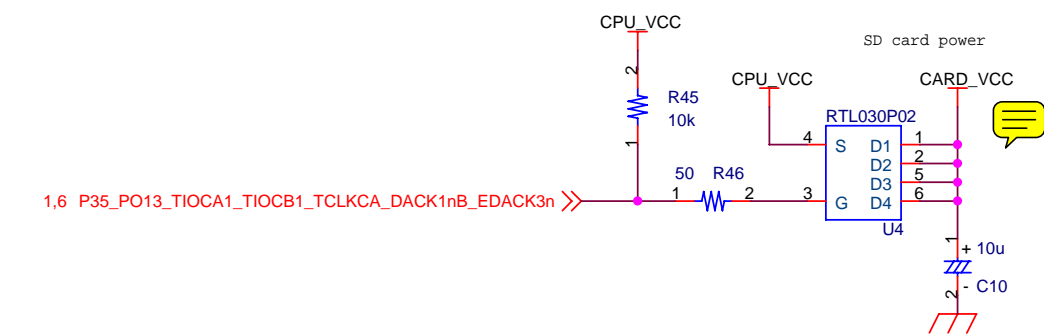 CPU_VCC
SD card power
2
R45
10k
1
CPU_VCC
CARD_VCC
RTL030P02
4
S
D1
1
D2
2
D3
5
D4
6
50
R46
1,6
P35_PO13_TIOCA1_TIOCB1_TCLKCA_DACK1nB_EDACK3n
1
2
3
G
U4
1
+
10u
-
C10
2